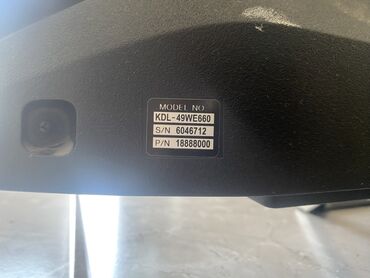 MODEL NO
KDL-49WE660
S/N 6046712
P/N 18888000